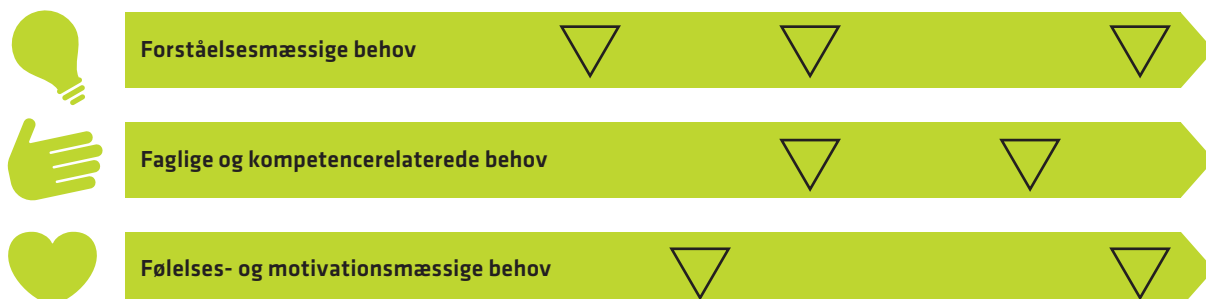 Forståelsesmæssige behov
Faglige og kompetencerelaterede behov
Følelses- og motivationsmæssige behov